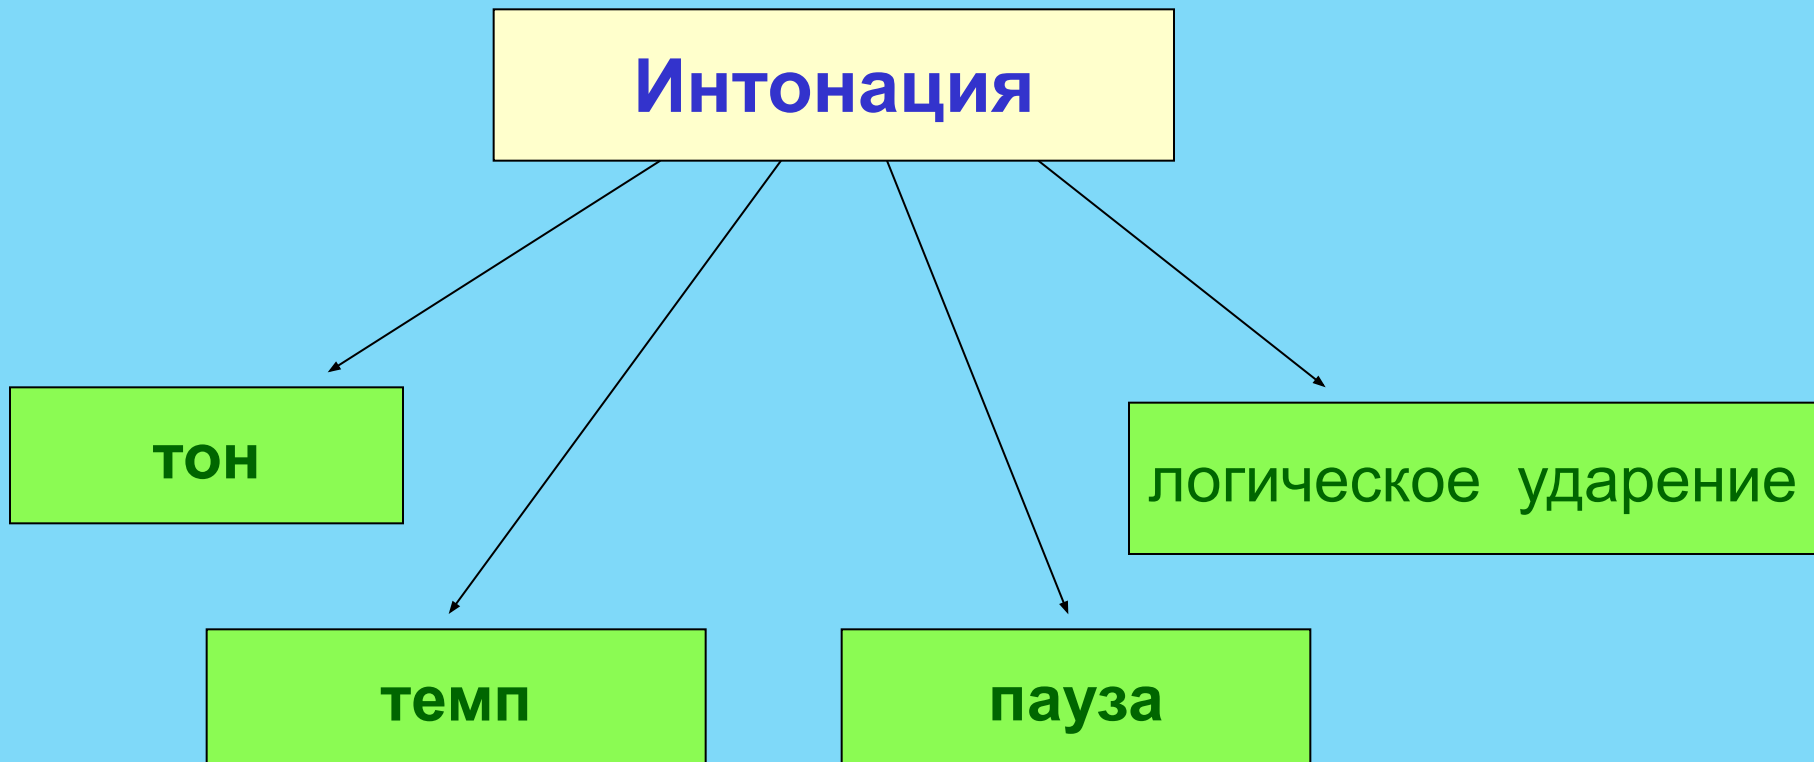 Интонация
тон
логическое ударение
темп
пауза